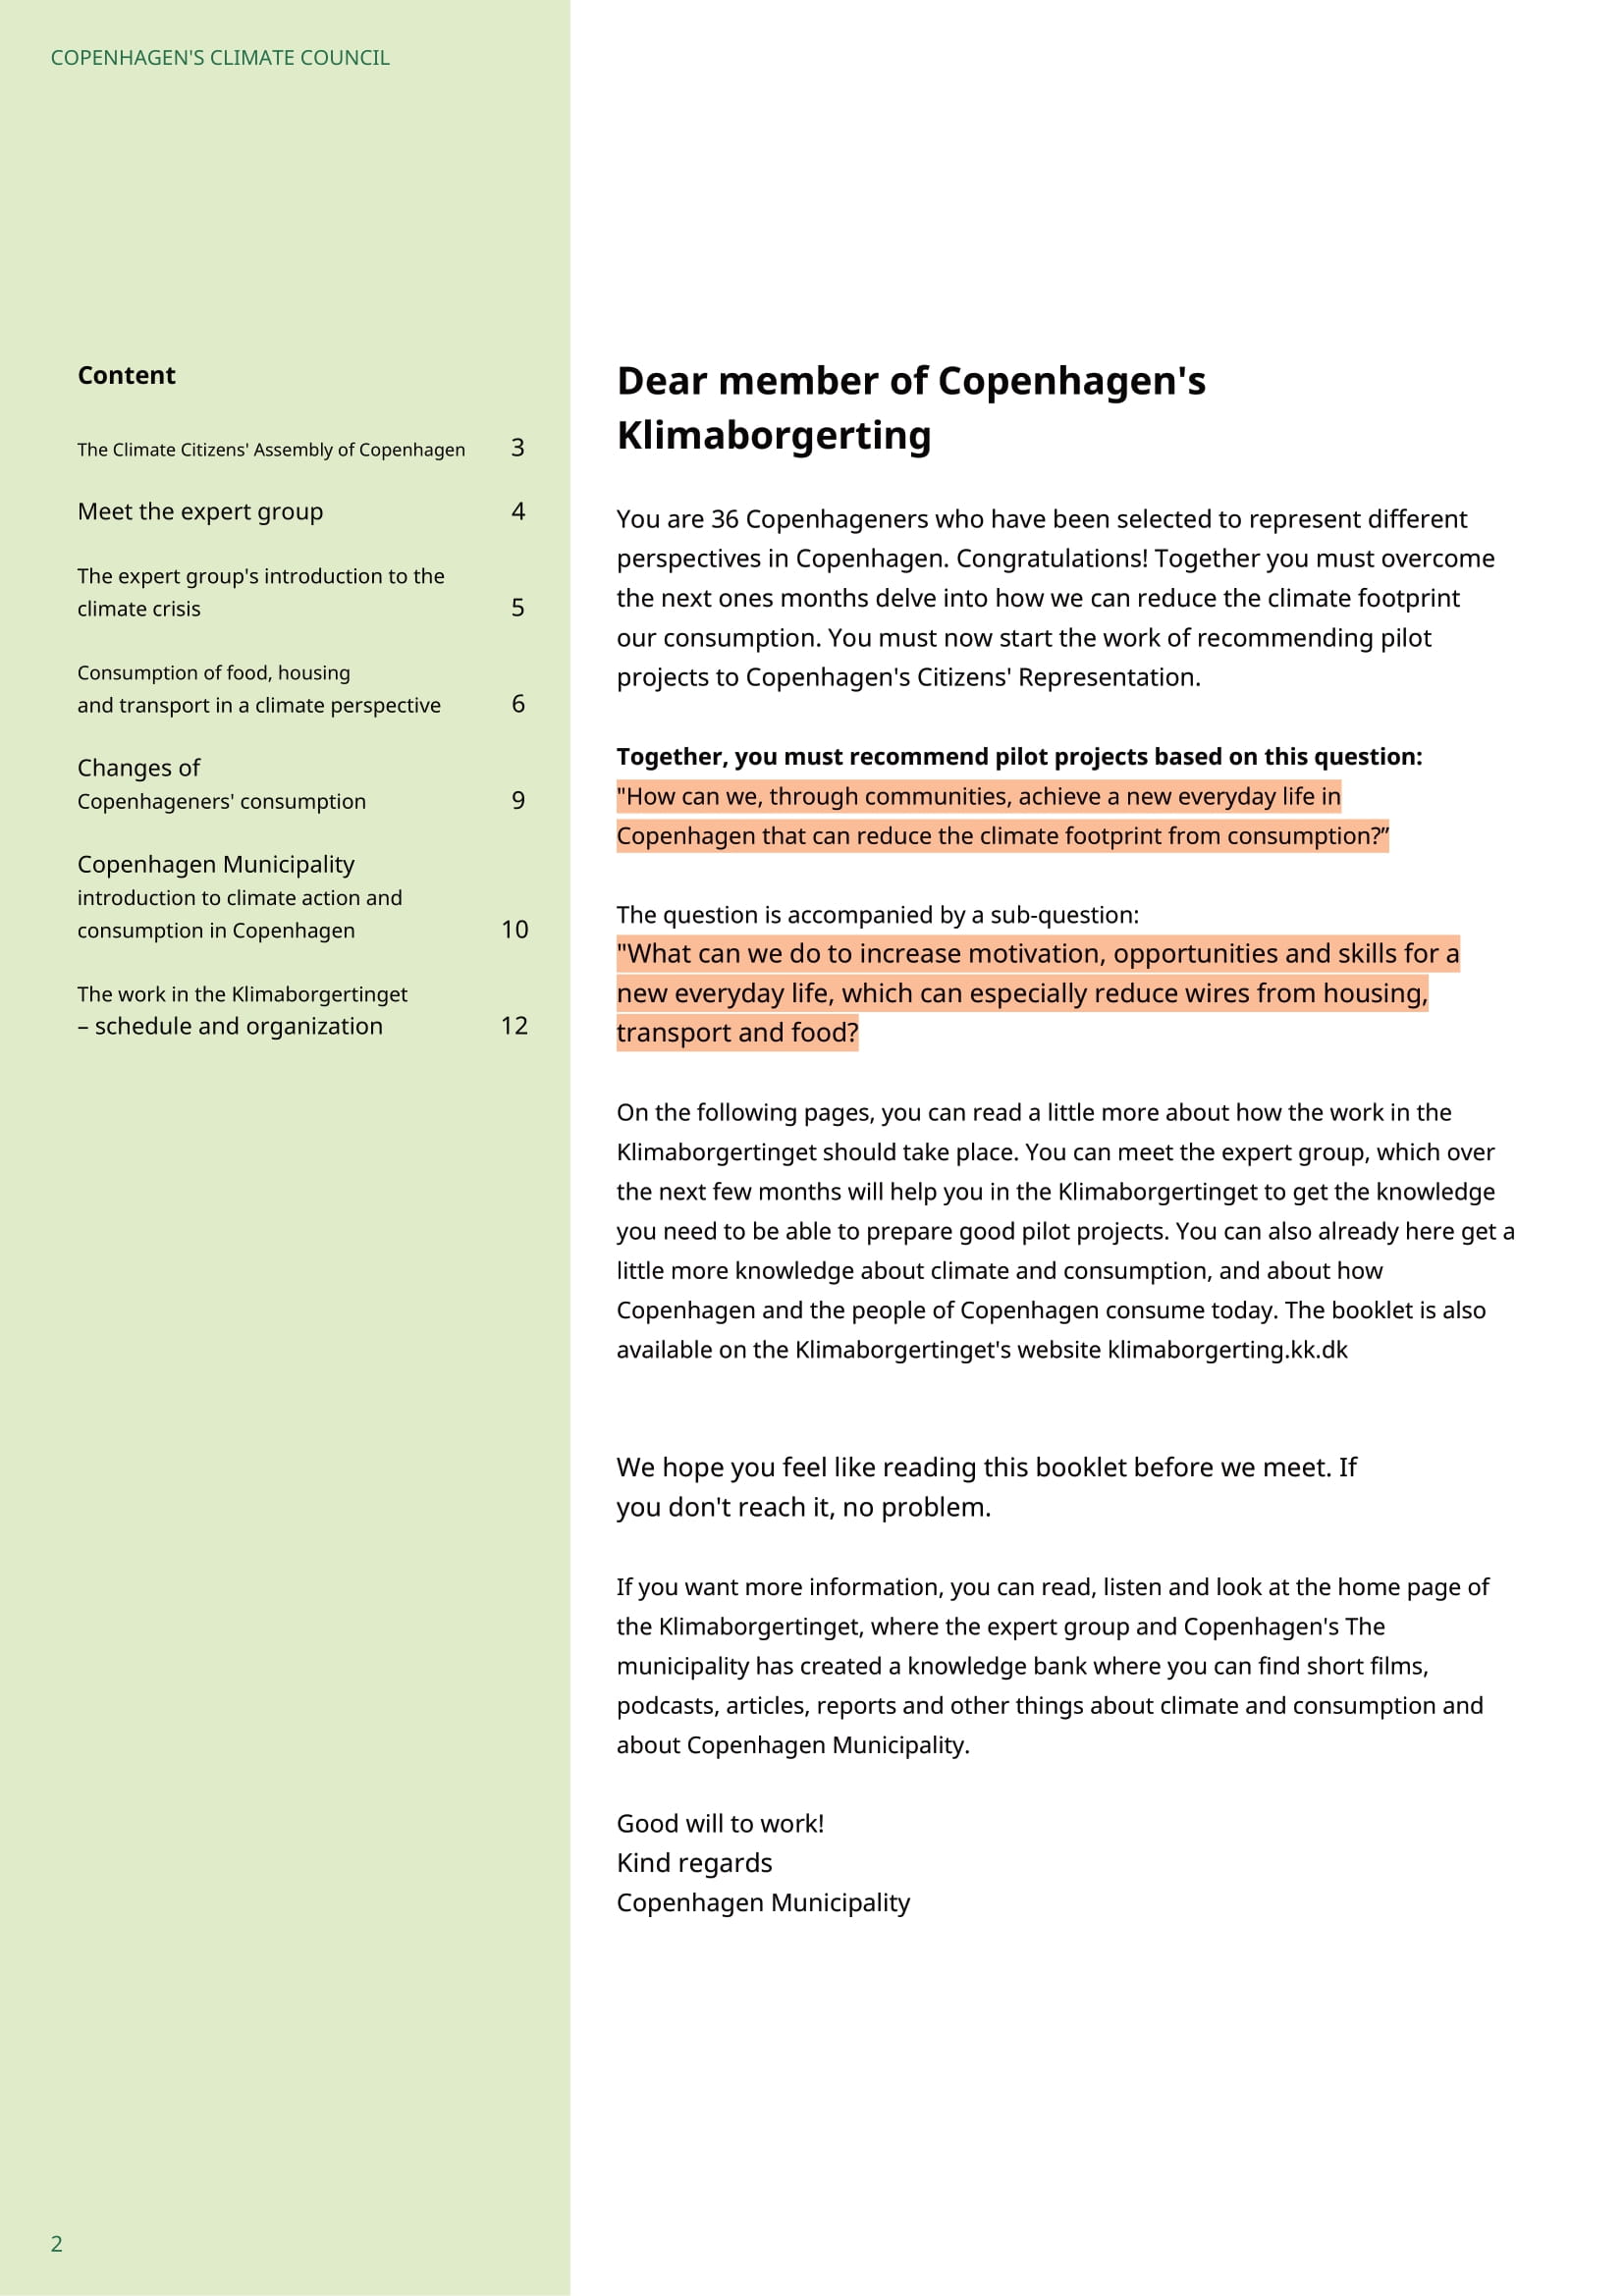 COPENHAGEN'S CLIMATE COUNCIL
Content
The Climate Citizens' Assembly of Copenhagen 3
Meet the expert group 4
The expert group's introduction to the
climate crisis 5
Consumption of food, housing
and transport in a climate perspective 6
Changes of
Copenhageners' consumption 9
Copenhagen Municipality
introduction to climate action and
consumption in Copenhagen 10
The work in the Klimaborgertinget
– schedule and organization 12
Dear member of Copenhagen's
Klimaborgerting
You are 36 Copenhageners who have been selected to represent different
perspectives in Copenhagen. Congratulations! Together you must overcome
the next ones months delve into how we can reduce the climate footprint
our consumption. You must now start the work of recommending pilot
projects to Copenhagen's Citizens' Representation.
Together, you must recommend pilot projects based on this question:
"How can we, through communities, achieve a new everyday life in
Copenhagen that can reduce the climate footprint from consumption?”
The question is accompanied by a sub-question:
"What can we do to increase motivation, opportunities and skills for a
new everyday life, which can especially reduce wires from housing,
transport and food?
On the following pages, you can read a little more about how the work in the
Klimaborgertinget should take place. You can meet the expert group, which over
the next few months will help you in the Klimaborgertinget to get the knowledge
you need to be able to prepare good pilot projects. You can also already here get a
little more knowledge about climate and consumption, and about how
Copenhagen and the people of Copenhagen consume today. The booklet is also
available on the Klimaborgertinget's website klimaborgerting.kk.dk
We hope you feel like reading this booklet before we meet. If
you don't reach it, no problem.
If you want more information, you can read, listen and look at the home page of
the Klimaborgertinget, where the expert group and Copenhagen's The
municipality has created a knowledge bank where you can find short films,
podcasts, articles, reports and other things about climate and consumption and
about Copenhagen Municipality.
Good will to work!
Kind regards
Copenhagen Municipality
2